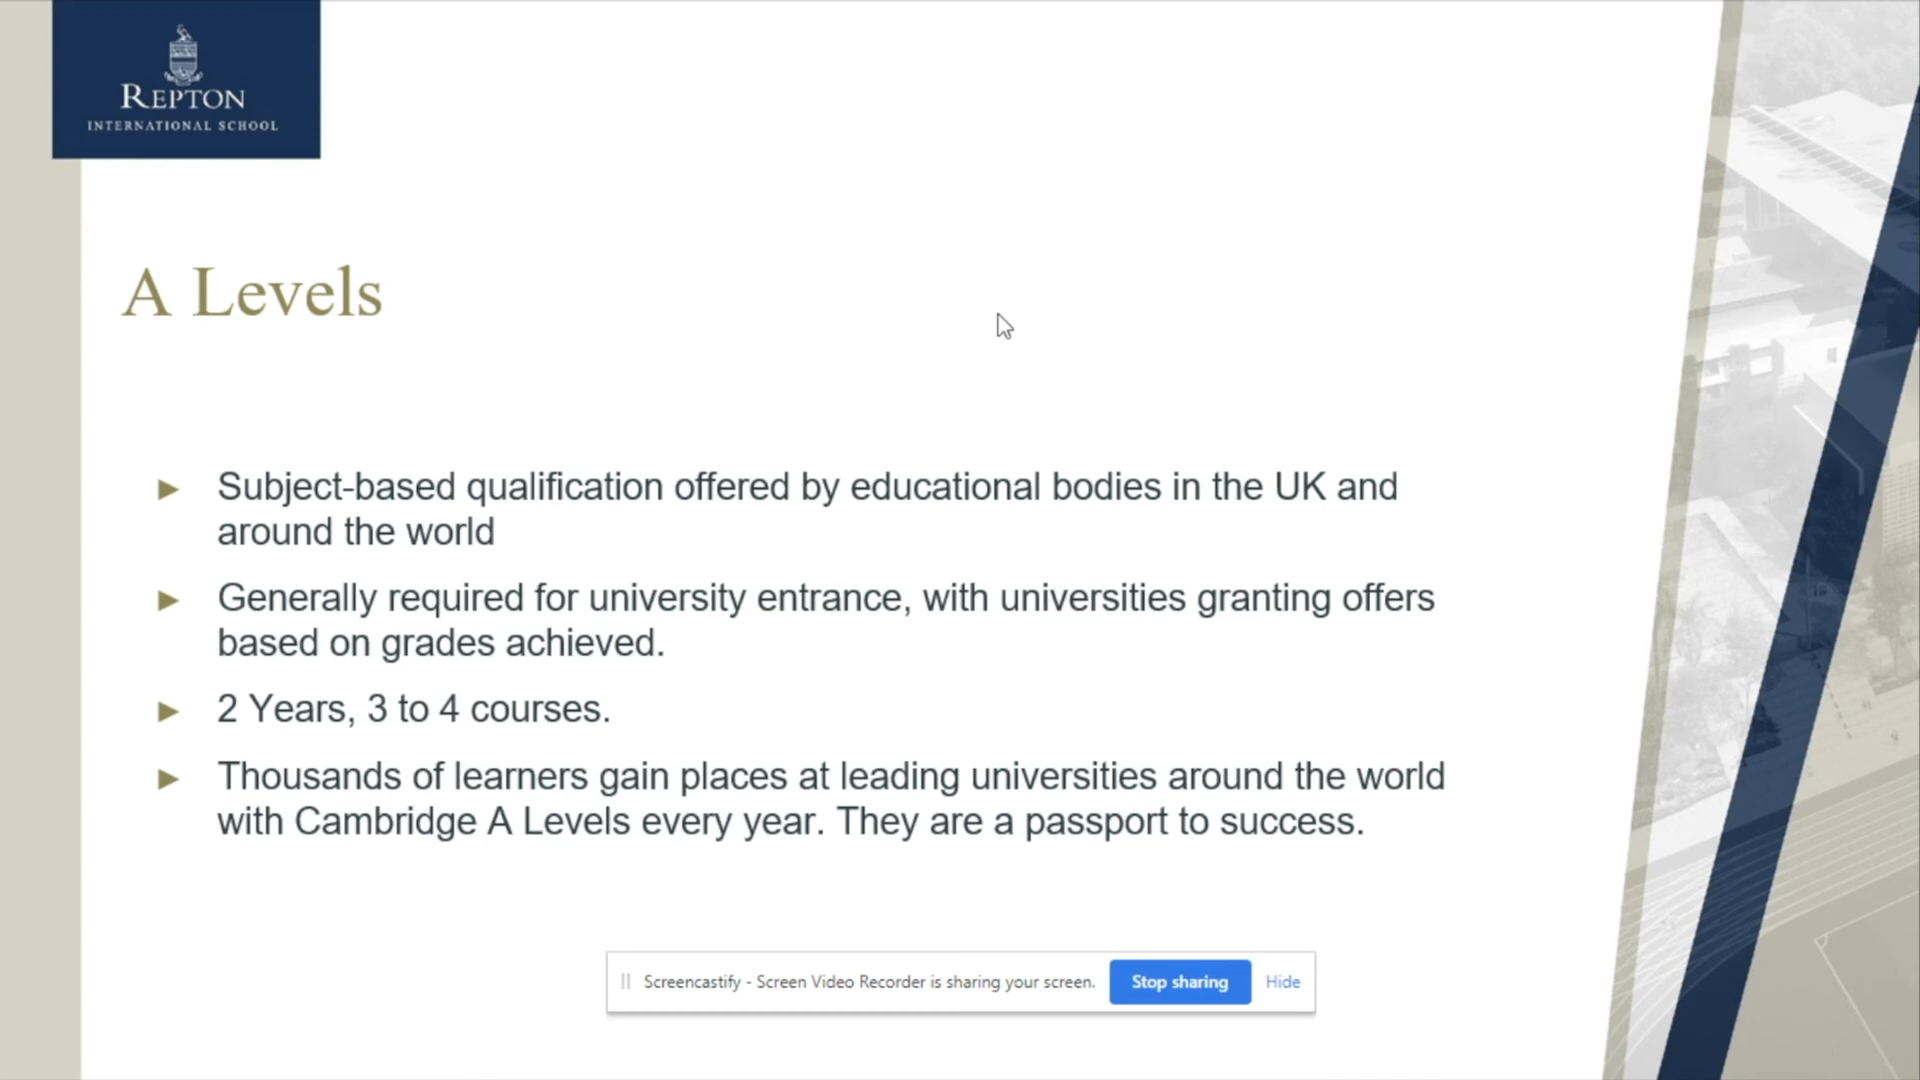 REPTON
INTERNATIONAL SCHOOL
A Levels
Subject-based qualification offered by educational bodies in the UK and
around the world
Generally required for university entrance, with universities granting offers
based on grades achieved.
2 Years, 3 to 4 courses.
Thousands of learners gain places at leading universities around the world
with Cambridge A Levels every year. They are a passport to success.
Screencastify - Screen Video Recorder is sharing your screen. Stop sharing Hide